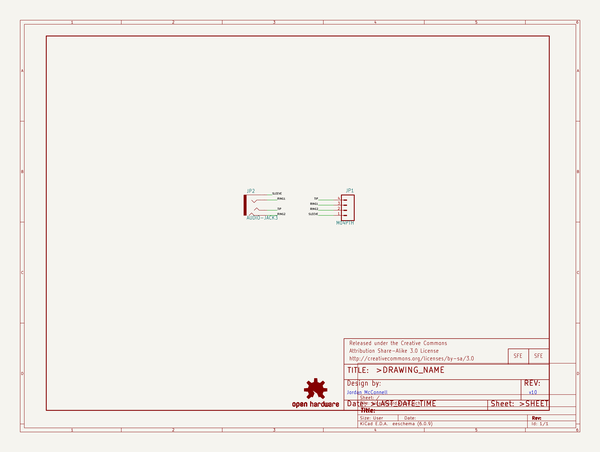 1 2 3 4 5 6
A
B
JP2
SLEEVE
RING1
TIP
RING2
AUDIO-JACK3
JP1
TIP
RING1
RING2
SLEEVE
C
D
Released under the Creative Commons
Attribution Share-Alike 3.0 License
http://creativecommons.org/licenses/by-sa/3.0
SFE SFE
TITLE: >DRAWING_NAME
Design by:
REV:
Jordan McConnell
v10
Sheet: /
Date: >LAST_DATE_TIME
Sheet: >SHEET
open hardware
Title:
Size: User
Date:
Rev:
KiCad E.D.A. eeschema (6.0.9)
Id: 1/1